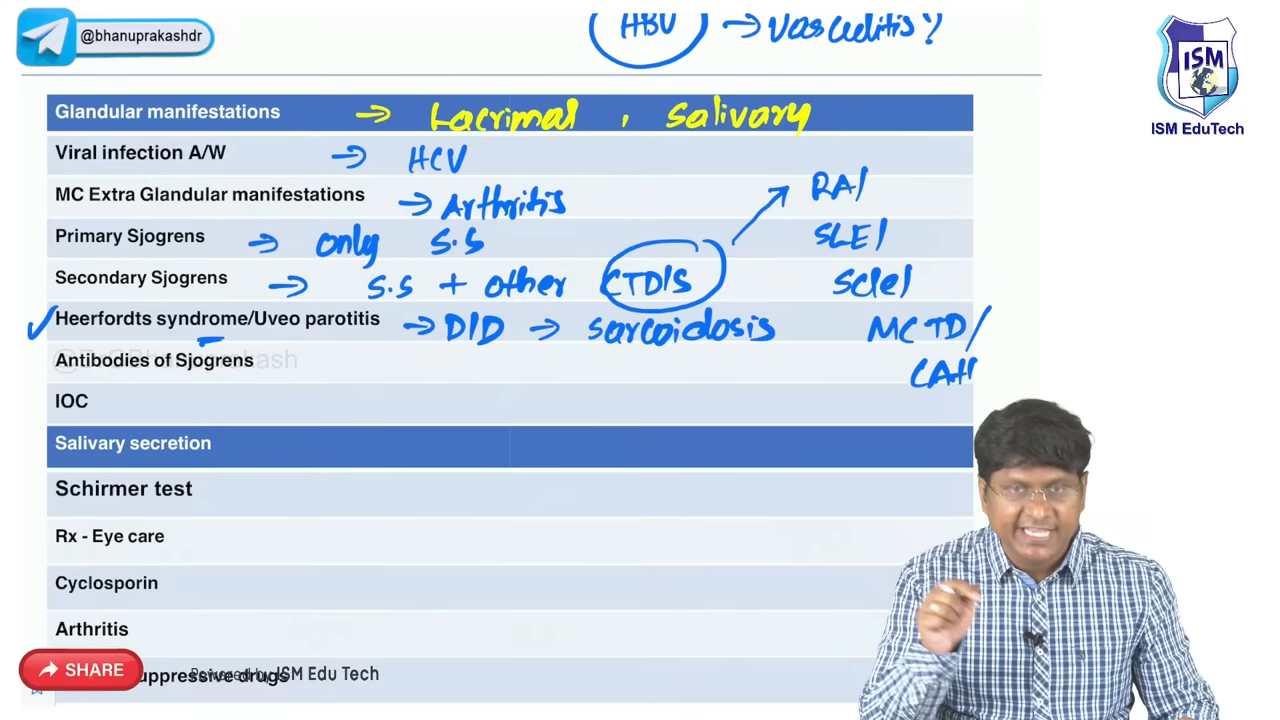 @bhanuprakashdr
HBV → vasculitis?
ISM
ISM EduTech
Glandular manifestations → Lacrimal , Salivary
Viral infection A/W → HCV
MC Extra Glandular manifestations → Arthritis
RA/
Primary Sjogrens → only S.S
SLE/
Secondary Sjogrens → S.S + other CTD/S
Scle/
Heerfordts syndrome/Uveo parotitis → D/D → sarcoidosis
MCTD/
Antibodies of Sjogrens
CAH
IOC
Salivary secretion
Schirmer test
Rx - Eye care
Cyclosporin
Arthritis
SHARE
uppressive drugs
Powered by ISM Edu Tech